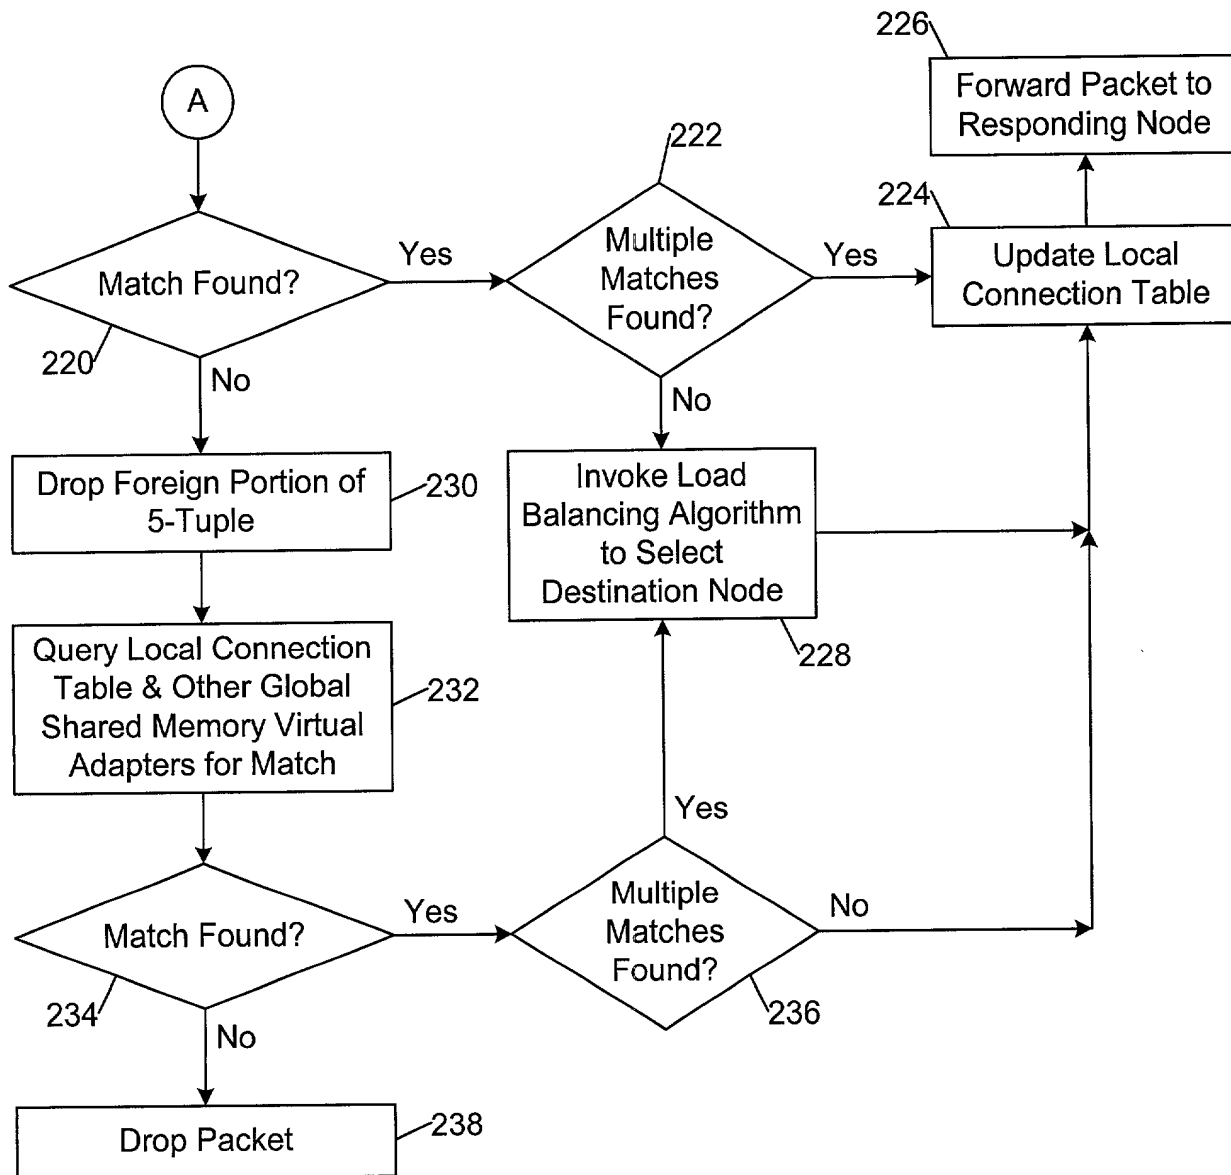 226
Forward Packet to
Responding Node
A
222
224
Match Found?
Yes
Multiple
Matches
Found?
Yes
Update Local
Connection Table
220
No
No
Drop Foreign Portion of
5-Tuple
230
Invoke Load
Balancing Algorithm
to Select
Destination Node
228
Query Local Connection
Table & Other Global
Shared Memory Virtual
Adapters for Match
232
Yes
Match Found?
Yes
Multiple
Matches
Found?
No
234
236
No
Drop Packet
238